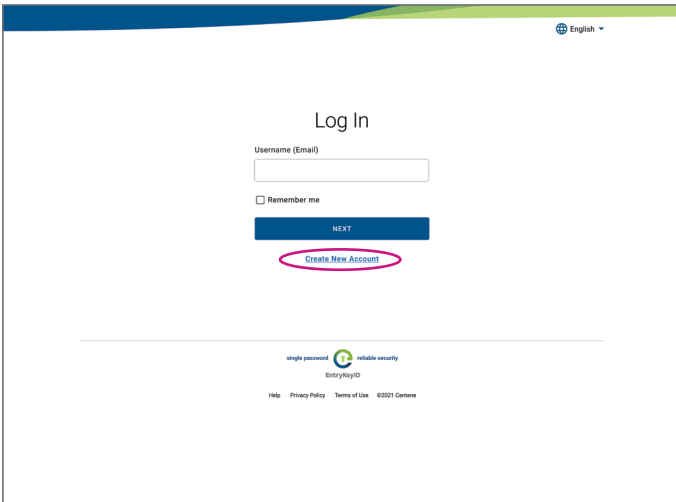 English
Log In
Username (Email)
Remember me
NEXT
Create New Account
single password reliable security
EntryKeyID
Help Privacy Policy Terms of Use ©2021 Centene